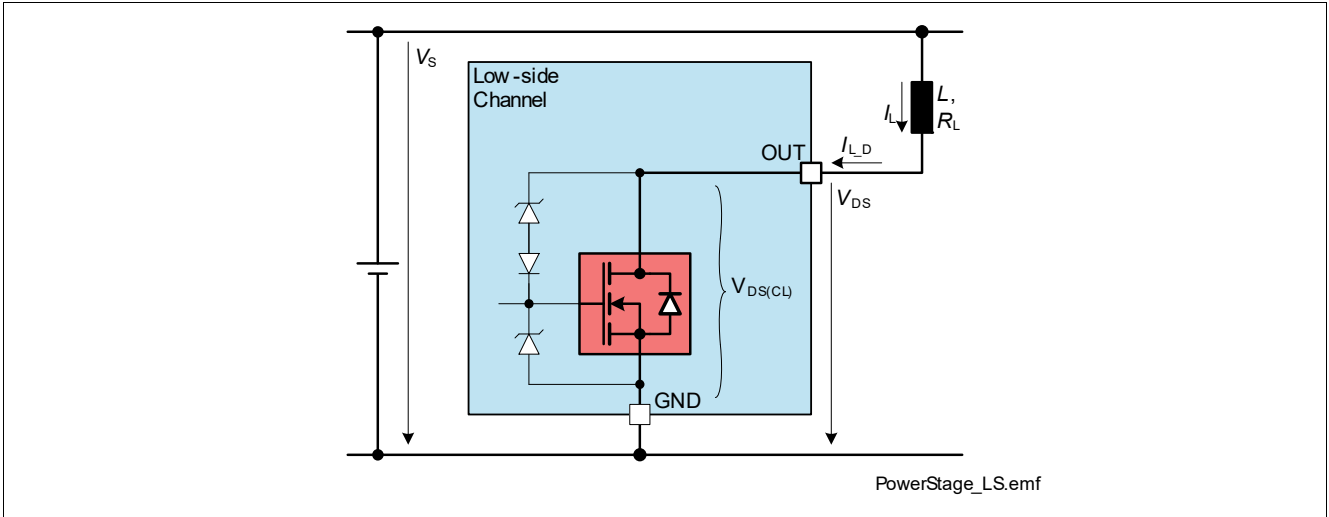 VS
Low-side
Channel
L,
IL
RL
OUT
IL_D
VDS
VDS(CL)
GND
PowerStage_LS.emf